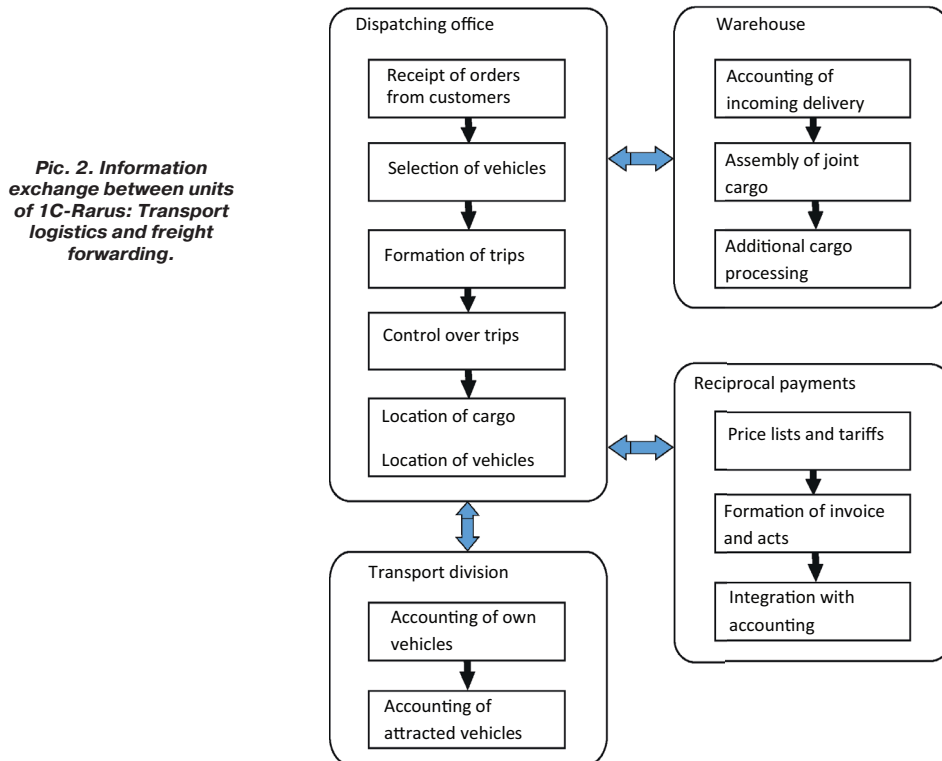 Pic. 2. Information
exchange between units
of 1C-Rarus: Transport
logistics and freight
forwarding.
Dispatching office
Receipt of orders
from customers
Selection of vehicles
Formation of trips
Control over trips
Location of cargo
Location of vehicles
Warehouse
Accounting of
incoming delivery
Assembly of joint
cargo
Additional cargo
processing
Reciprocal payments
Price lists and tariffs
Formation of invoice
and acts
Integration with
accounting
Transport division
Accounting of own
vehicles
Accounting of
attracted vehicles